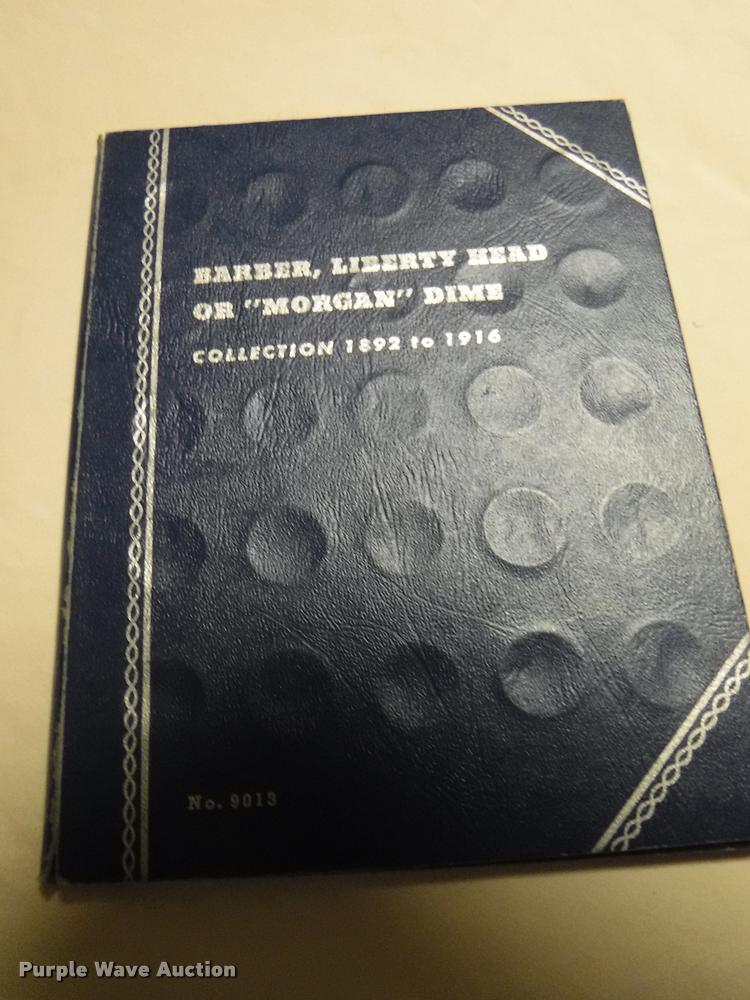 BARBER, LIBERTY HEAD
OR "MORGAN" DIME
COLLECTION 1892 to 1916
No. 9013
Purple Wave Auction